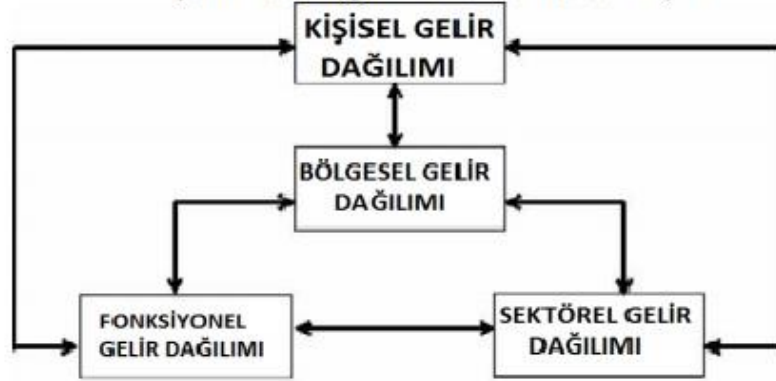 KİŞİSEL GELİR
DAĞILIMI
BÖLGESEL GELİR
DAĞILIMI
FONKSİYONEL
GELİR DAĞILIMI
SEKTÖREL GELİR
DAĞILIMI